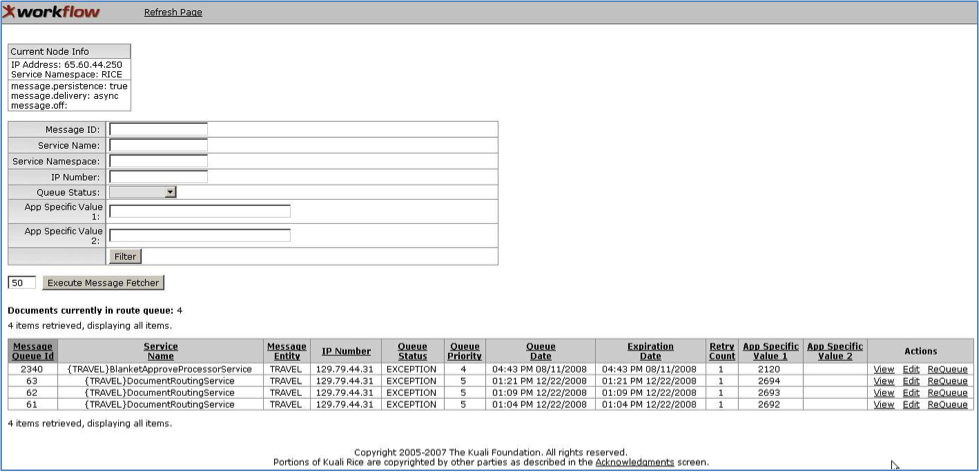 workflow Refresh Page
Current Node Info
IP Address: 65.60.44.250
Service Namespace: RICE
message.persistence: true
message.delivery: async
message.off:
Message ID:
Service Name:
Service Namespace:
IP Number:
Queue Status:
App Specific Value
1:
App Specific Value
2:
Filter
50 Execute Message Fetcher
Documents currently in route queue: 4
4 items retrieved, displaying all items.
Message Queue Id Service Name Message Entity IP Number Queue Status Queue Priority Queue Date Expiration Date Retry Count App Specific Value 1 App Specific Value 2 Actions
2340 {TRAVEL}BlanketApproveProcessorService TRAVEL 129.79.44.31 EXCEPTION 4 04:43 PM 08/11/2008 04:43 PM 08/11/2008 1 2120 View Edit ReQueue
63 {TRAVEL}DocumentRoutingService TRAVEL 129.79.44.31 EXCEPTION 5 01:21 PM 12/22/2008 01:21 PM 12/22/2008 1 2694 View Edit ReQueue
62 {TRAVEL}DocumentRoutingService TRAVEL 129.79.44.31 EXCEPTION 5 01:09 PM 12/22/2008 01:09 PM 12/22/2008 1 2693 View Edit ReQueue
61 {TRAVEL}DocumentRoutingService TRAVEL 129.79.44.31 EXCEPTION 5 01:04 PM 12/22/2008 01:04 PM 12/22/2008 1 2692 View Edit ReQueue
4 items retrieved, displaying all items.
Copyright 2005-2007 The Kuali Foundation. All rights reserved.
Portions of Kuali Rice are copyrighted by other parties as described in the Acknowledgments screen.